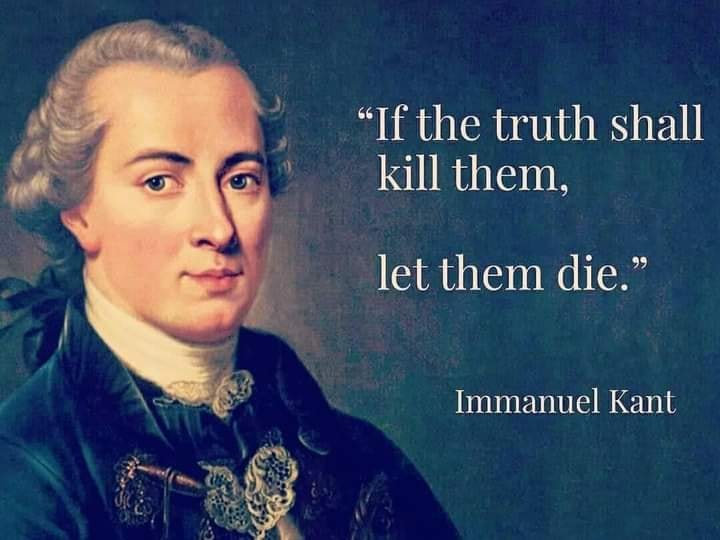 “If the truth shall
kill them,
let them die.”
Immanuel Kant